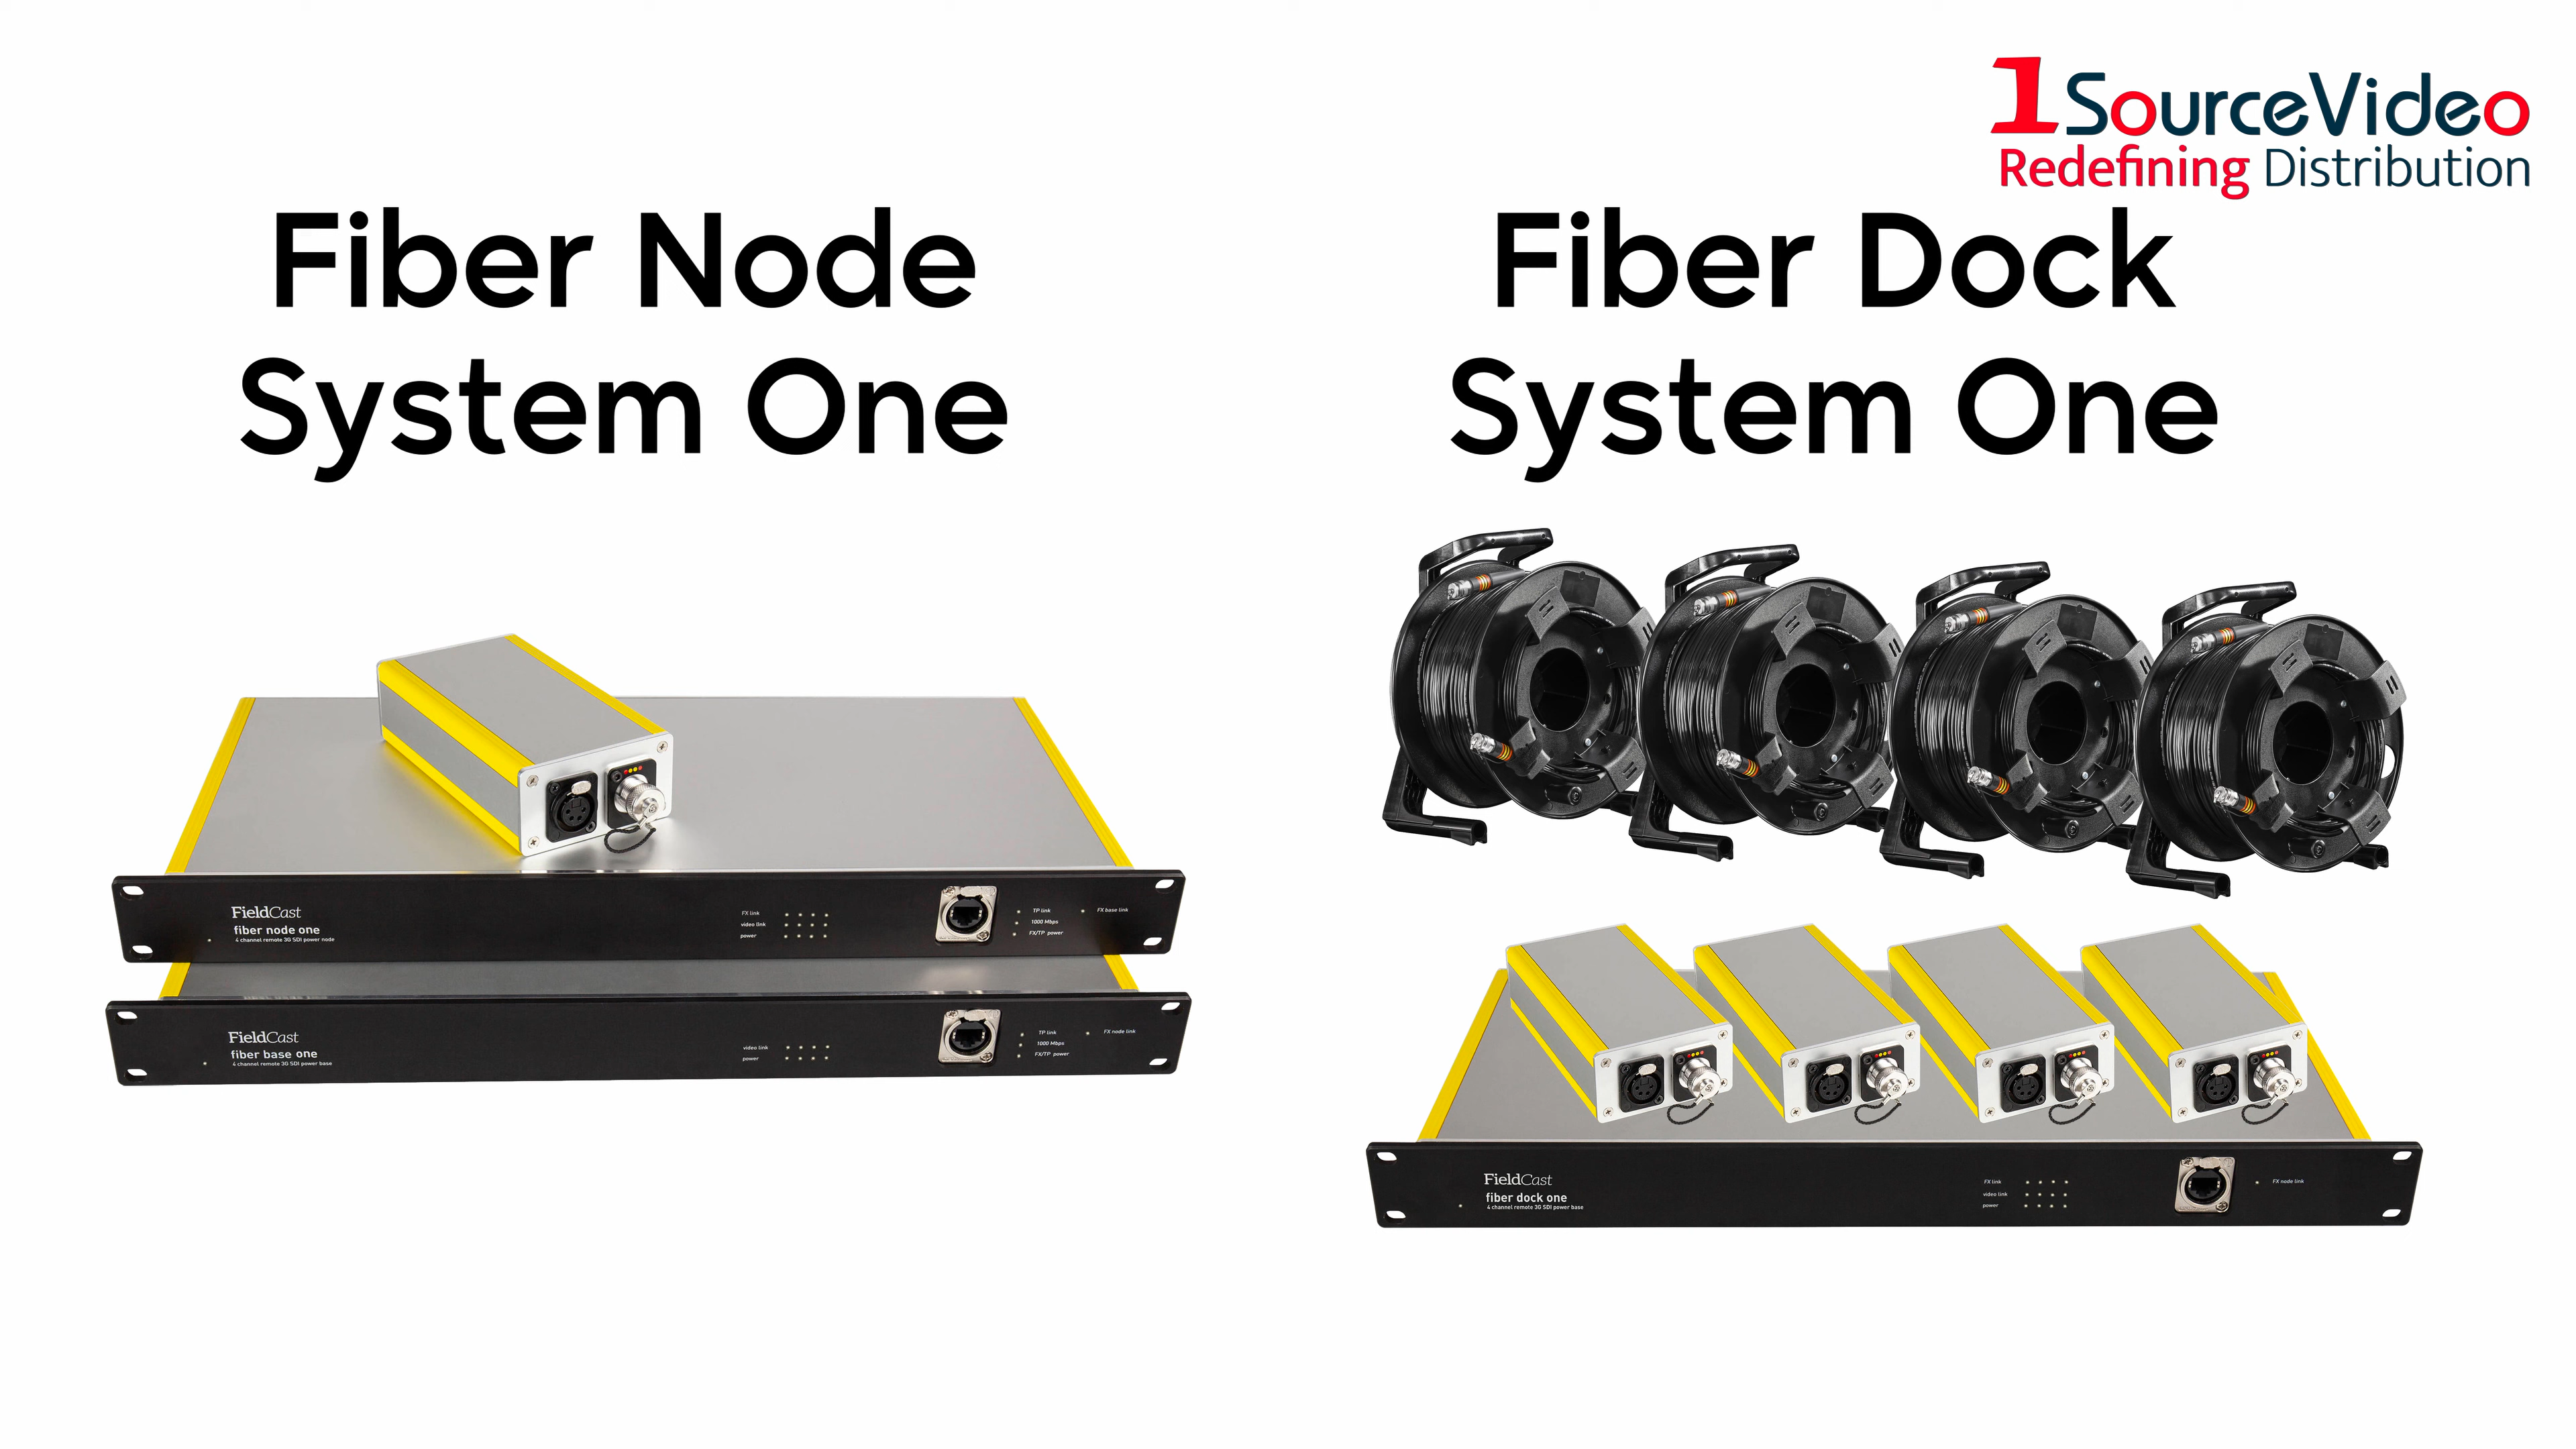 1SourceVideo
Redefining Distribution
Fiber Node
System One
Fiber Dock
System One
FieldCast
fiber node one
4 channel remote 3G SDI power node
FX link
video link
power
TP link
1000 Mbps
FX/TP power
FX base link
FieldCast
fiber base one
4 channel remote 3G SDI power base
video link
power
TP link
1000 Mbps
FX/TP power
FX node link
FieldCast
fiber dock one
4 channel remote 3G SDI power base
FX link
video link
power
FX node link